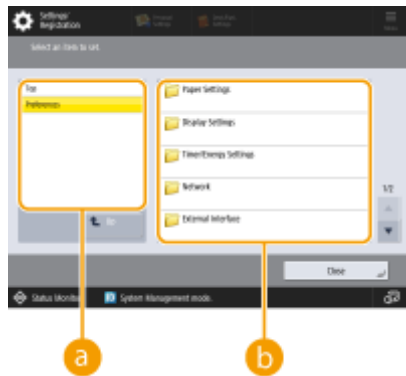 Settings/
Registration
Select an item to set.
Top
Preferences
Paper Settings
Display Settings
Timer/Energy Settings
Network
External Interface
1/2
Up
Close
Status Monitor
System Management mode.
a
b